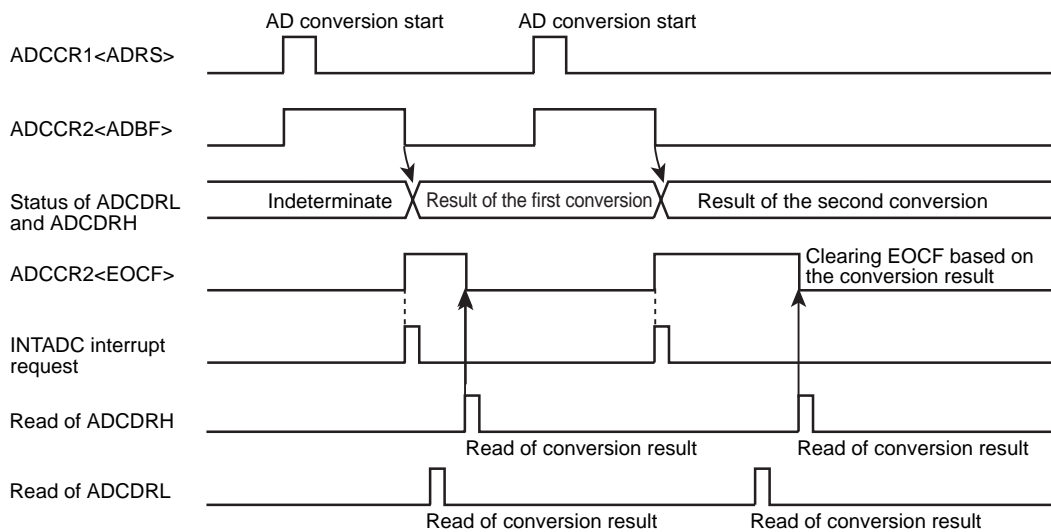 AD conversion start AD conversion start
ADCCR1<ADRS>
ADCCR2<ADBF>
Status of ADCDRL
and ADCDRH
Indeterminate Result of the first conversion Result of the second conversion
ADCCR2<EOCF>
Clearing EOCF based on
the conversion result
INTADC interrupt
request
Read of ADCDRH
Read of conversion result Read of conversion result
Read of ADCDRL
Read of conversion result Read of conversion result